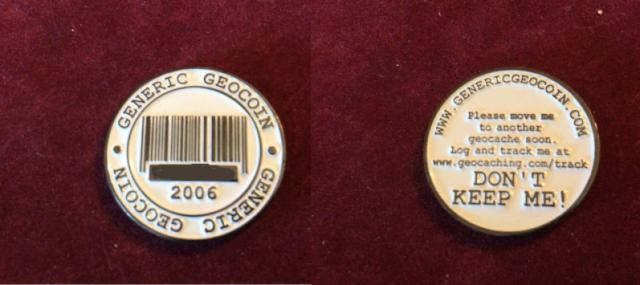 GENERIC GEOCOIN
GENERIC GEOCOIN
2006
WWW.GENERICGEOCOIN.COM
Please move me
to another
geocache soon.
Log and track me at
www.geocaching.com/track
DON'T
KEEP ME!